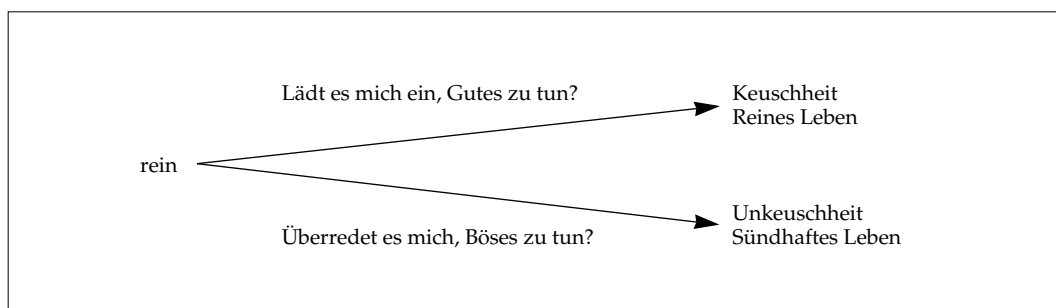 Lädt es mich ein, Gutes zu tun?
Keuschheit
Reines Leben
rein
Unkeuschheit
Sündhaftes Leben
Überredet es mich, Böses zu tun?